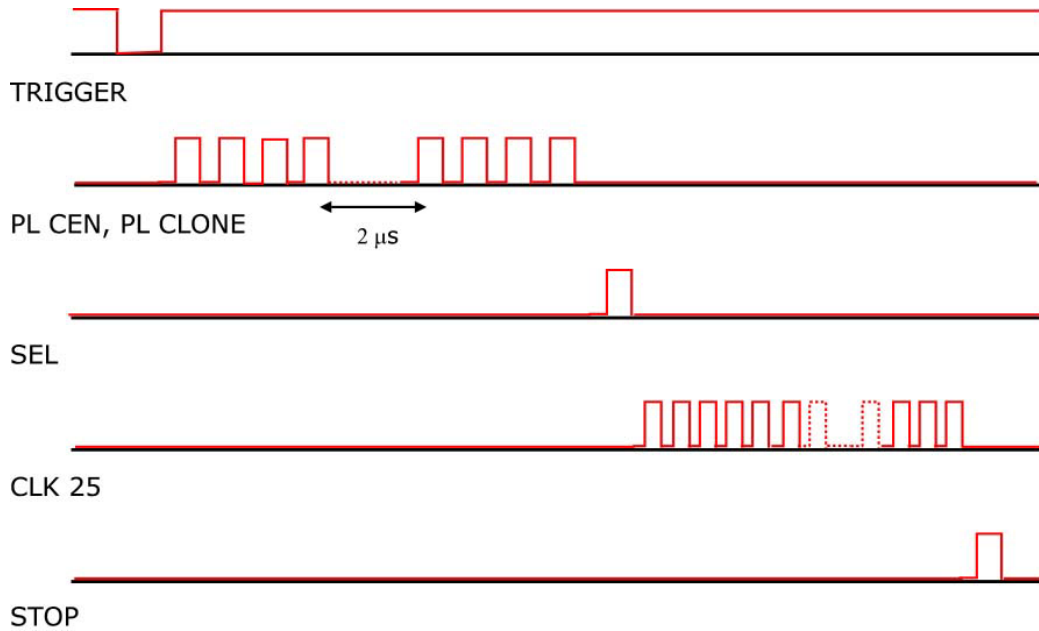 TRIGGER
PL CEN, PL CLONE
2 μs
SEL
CLK 25
STOP